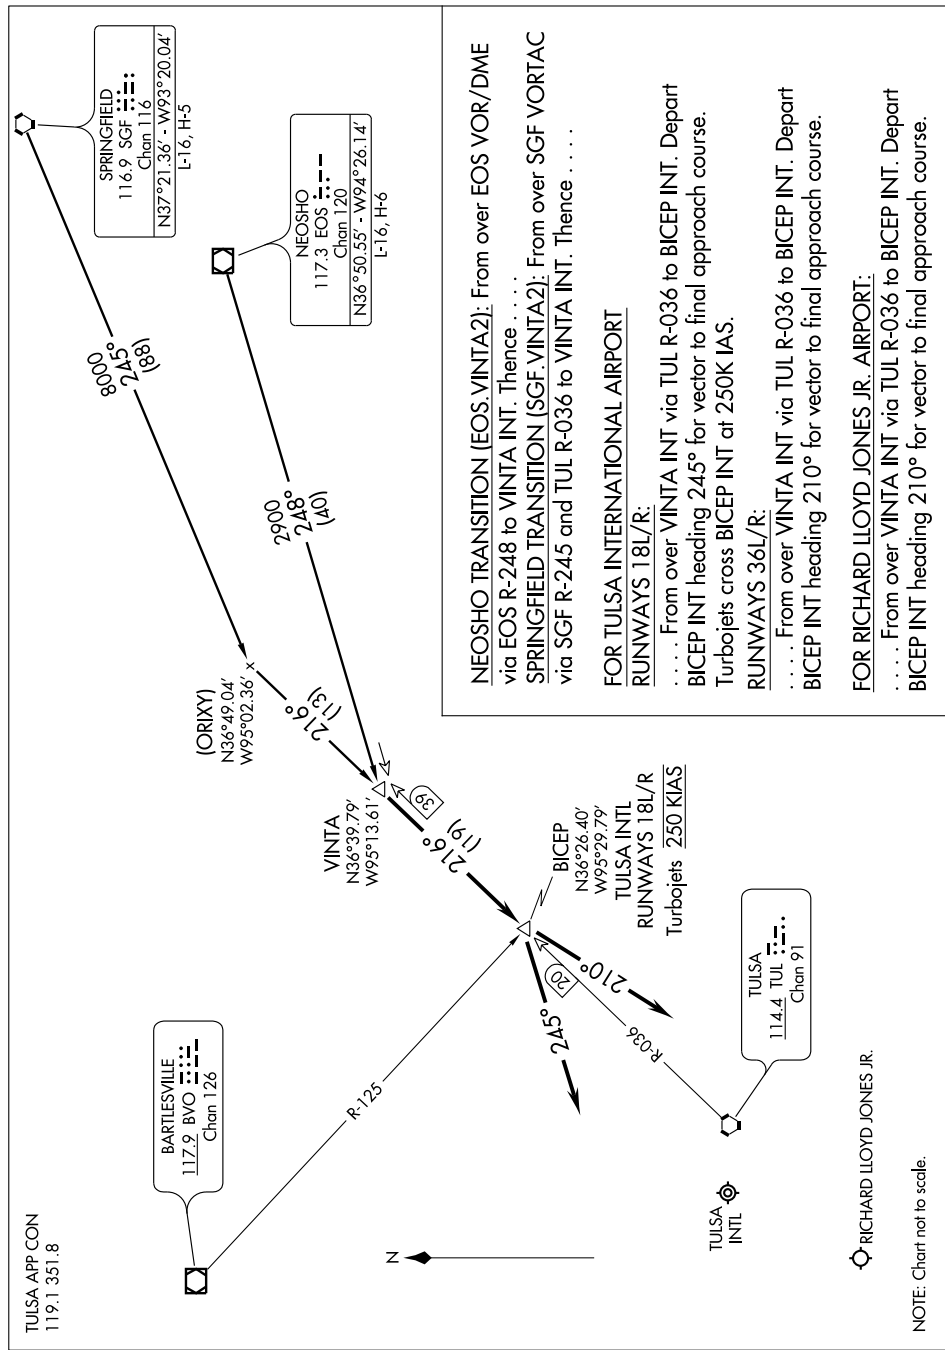 TULSA APP CON
119.1 351.8
SPRINGFIELD
116.9 SGF
Chan 116
N37°21.36' - W93°20.04'
L-16, H-5
NEOSHO
117.3 EOS
Chan 120
N36°50.55' - W94°26.14'
L-16, H-6
8000
245°
(88)
2900
248°
(40)
(ORIXY)
N36°49.04'
W95°02.36'
216°
(13)
VINTA
N36°39.79'
W95°13.61'
39
216°
(19)
BICEP
N36°26.40'
W95°29.79'
TULSA INTL
RUNWAYS 18L/R
Turbojets 250 KIAS
BARTLESVILLE
117.9 BVO
Chan 126
R-125
245°
210°
20
R-036
TULSA
114.4 TUL
Chan 91
N
TULSA
INTL
RICHARD LLOYD JONES JR.
NOTE: Chart not to scale.
NEOSHO TRANSITION (EOS.VINTA2): From over EOS VOR/DME
via EOS R-248 to VINTA INT. Thence . . . .
SPRINGFIELD TRANSITION (SGF.VINTA2): From over SGF VORTAC
via SGF R-245 and TUL R-036 to VINTA INT. Thence . . . .
FOR TULSA INTERNATIONAL AIRPORT
RUNWAYS 18L/R:
. . . . From over VINTA INT via TUL R-036 to BICEP INT. Depart
BICEP INT heading 245° for vector to final approach course.
Turbojets cross BICEP INT at 250K IAS.
RUNWAYS 36L/R:
. . . . From over VINTA INT via TUL R-036 to BICEP INT. Depart
BICEP INT heading 210° for vector to final approach course.
FOR RICHARD LLOYD JONES JR. AIRPORT:
. . . . From over VINTA INT via TUL R-036 to BICEP INT. Depart
BICEP INT heading 210° for vector to final approach course.